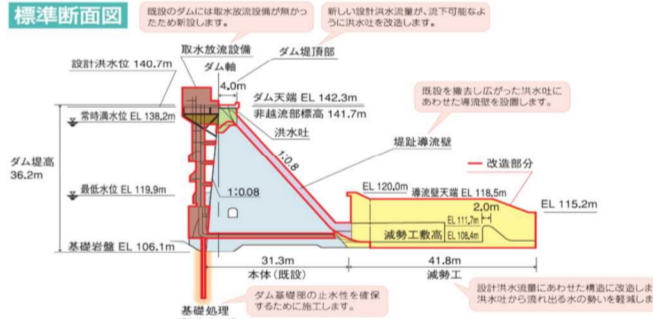 標準断面図
既設のダムには取水放流設備が無かっ
たため新設します。
新しい設計洪水流量が、流下可能なよ
うに洪水吐を改造します。
取水放流設備
ダム堤頂部
設計洪水位 140.7m
ダム軸
4.0m
ダム天端 EL 142.3m
非越流部標高 141.7m
常時満水位 EL 138.2m
洪水吐
既設を撤去し広がった洪水吐に
あわせた導流壁を設置します。
堤趾導流壁
1:0.8
ダム堤高
36.2m
改造部分
最低水位 EL 119.9m
1:0.08
EL 120.0m
導流壁天端 EL 118.5m
2.0m
EL 115.2m
EL 111.7m
減勢工敷高
EL 108.4m
基礎岩盤 EL 106.1m
31.3m
41.8m
本体(既設)
減勢工
基礎処理
ダム基礎部の止水性を確保
するために施工します。
設計洪水流量にあわせた構造に改造しま
洪水吐から流れ出る水の勢いを軽減しま